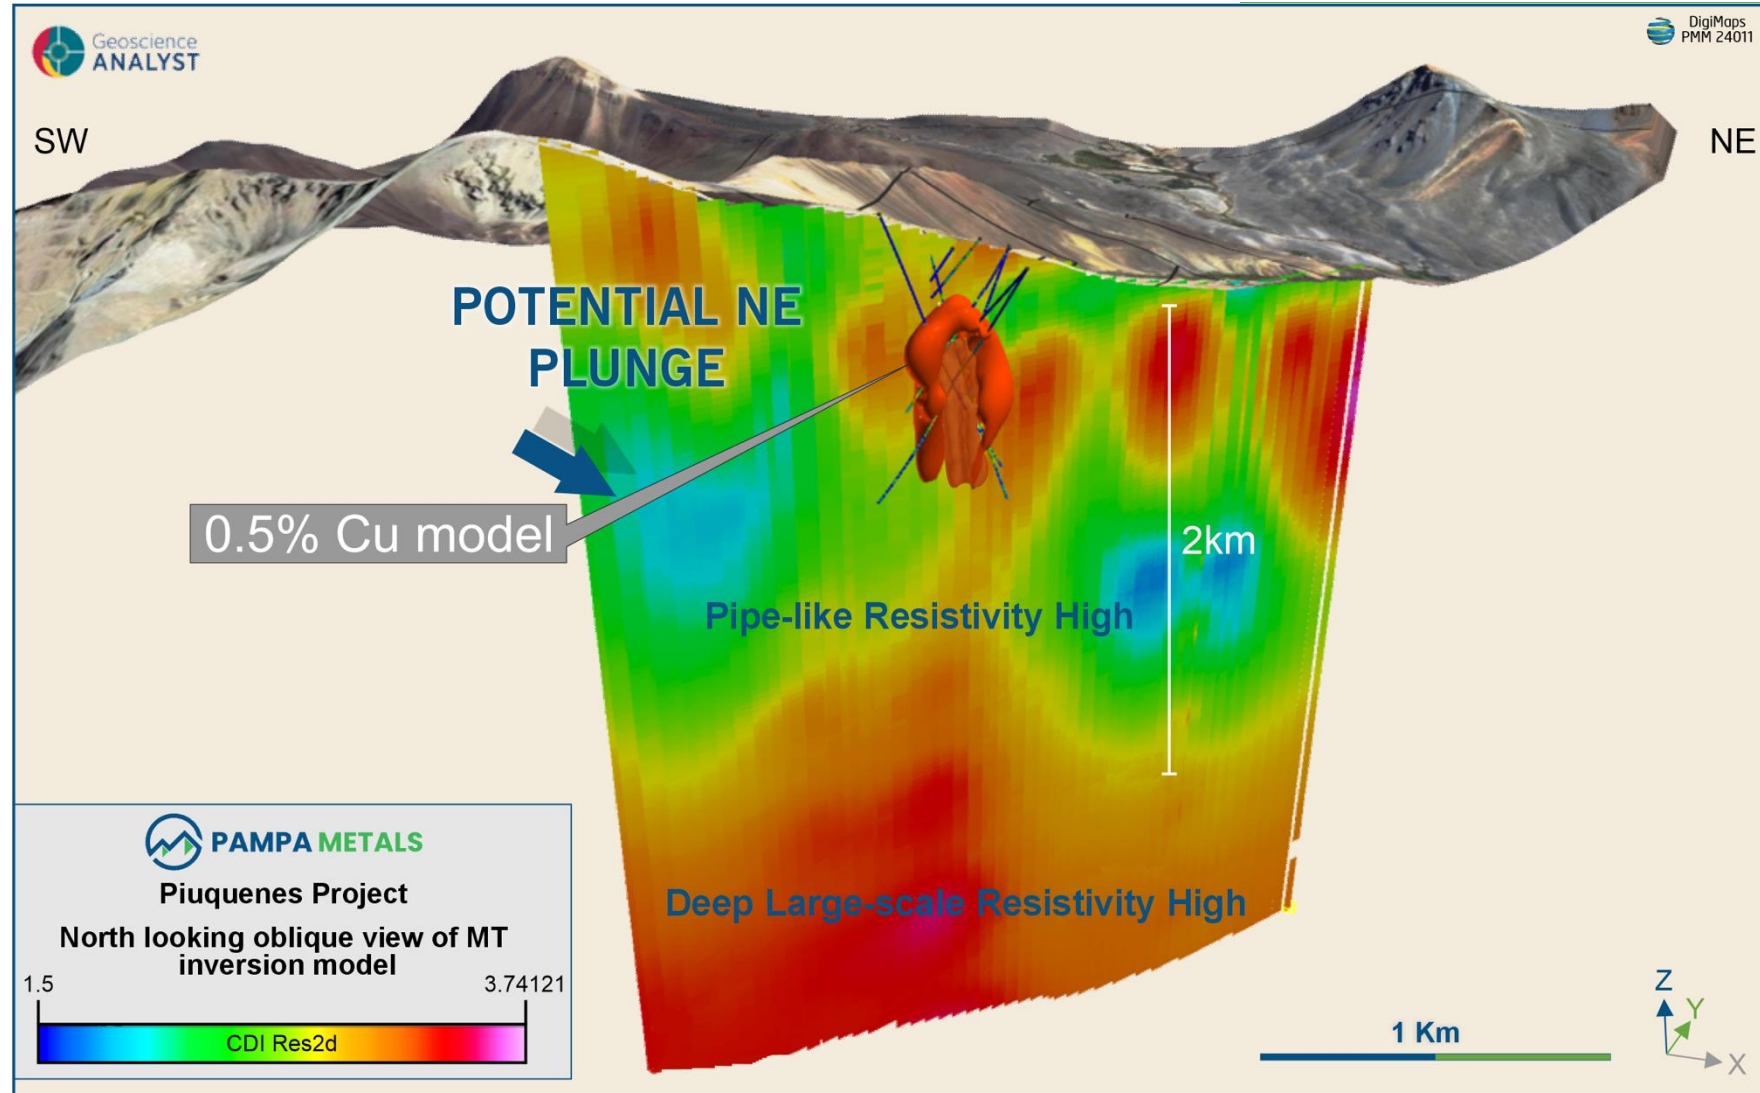 Geoscience
ANALYST
DigiMaps
PMM 24011
SW
NE
POTENTIAL NE
PLUNGE
0.5% Cu model
2km
Pipe-like Resistivity High
Deep Large-scale Resistivity High
PAMPA METALS
Piuquenes Project
North looking oblique view of MT
inversion model
1.5
3.74121
CDI Res2d
1 Km
Z
Y
X